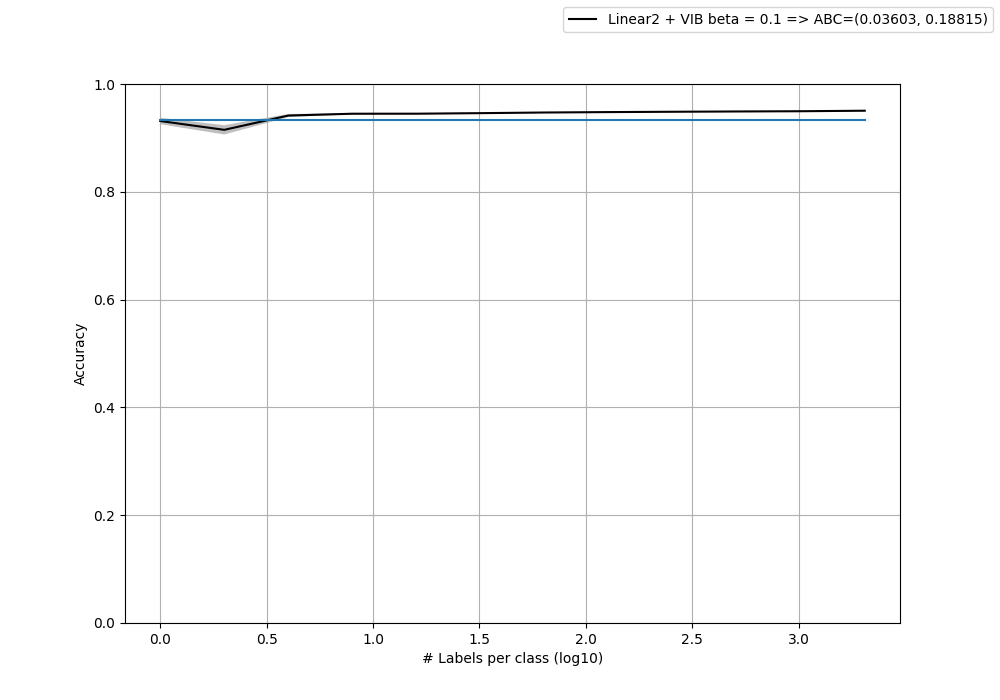 Linear2 + VIB beta = 0.1 => ABC=(0.03603, 0.18815)
1.0
0.8
0.6
0.4
0.2
0.0
Accuracy
0.0 0.5 1.0 1.5 2.0 2.5 3.0
# Labels per class (log10)